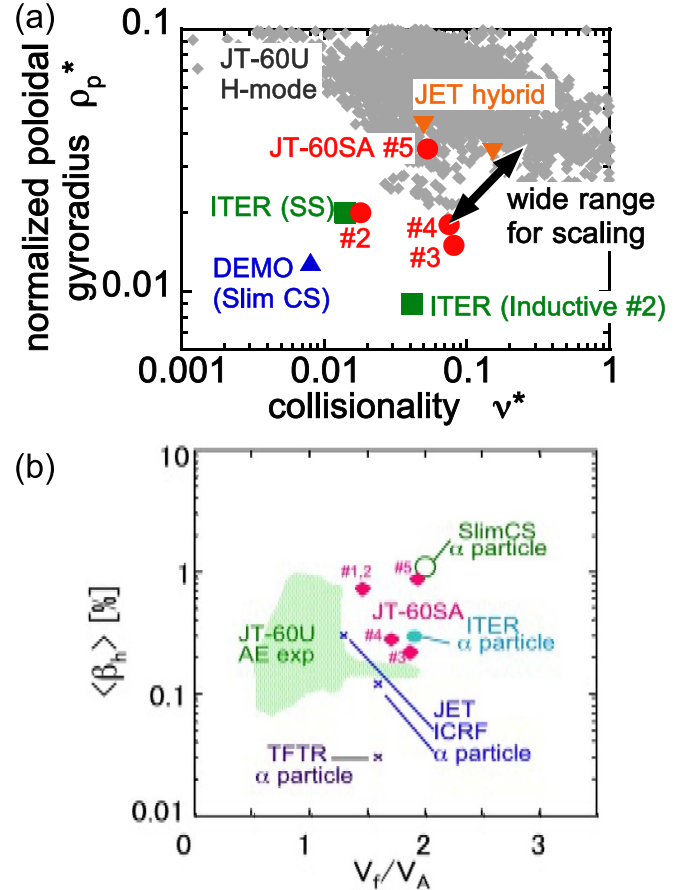 (a)
normalized poloidal
gyroradius ρp*
0.1
0.01
JT-60U
H-mode
JET hybrid
JT-60SA #5
ITER (SS)
#2
#4
#3
wide range
for scaling
DEMO
(Slim CS)
ITER (Inductive #2)
0.001
0.01
0.1
1
collisionality ν*
(b)
<βh> [%]
10
1
0.1
0.01
SlimCS
α particle
#1,2
#5
JT-60SA
JT-60U
AE exp
#4
#3
ITER
α particle
JET
ICRF
α particle
TFTR
α particle
0
1
2
3
Vf/VA